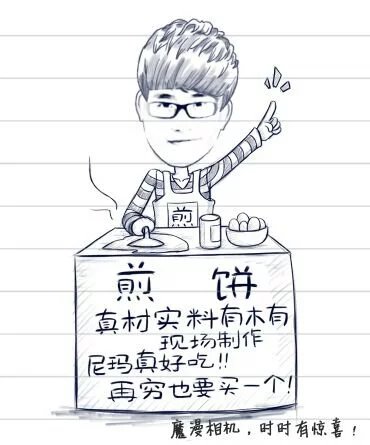 煎
煎 饼
真材实料有木有
现场制作
尼玛真好吃!!
再穷也要买一个!
魔漫相机，时时有惊喜！